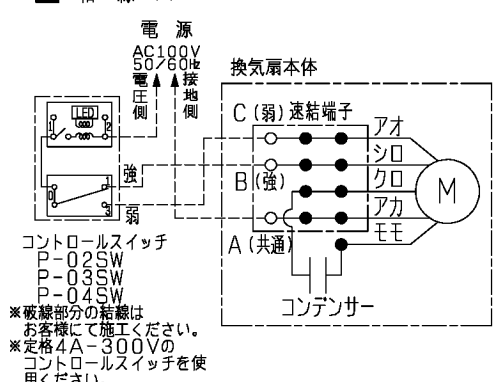 電源
AC100V
50/60Hz
電圧側
接地側
換気扇本体
LED
1
2
強
0
1
3
弱
C(弱)速結端子
B(強)
A(共通)
アオ
シロ
クロ
アカ
モモ
M
コンデンサー
コントロールスイッチ
P-02SW
P-03SW
P-04SW
※破線部分の結線は
お客様にて施工ください。
※定格4A-300Vの
コントロールスイッチを使
用ください